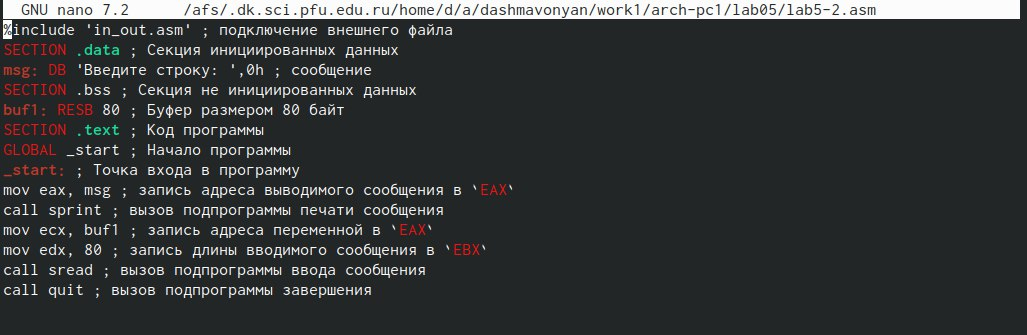 GNU nano 7.2 /afs/.dk.sci.pfu.edu.ru/home/d/a/dashmavonyan/work1/arch-pc1/lab05/lab5-2.asm
%include 'in_out.asm' ; подключение внешнего файла
SECTION .data ; Секция инициированных данных
msg: DB 'Введите строку: ',0h ; сообщение
SECTION .bss ; Секция не инициированных данных
buf1: RESB 80 ; Буфер размером 80 байт
SECTION .text ; Код программы
GLOBAL _start ; Начало программы
_start: ; Точка входа в программу
mov eax, msg ; запись адреса выводимого сообщения в `EAX`
call sprint ; вызов подпрограммы печати сообщения
mov ecx, buf1 ; запись адреса переменной в `EAX`
mov edx, 80 ; запись длины вводимого сообщения в `EBX`
call sread ; вызов подпрограммы ввода сообщения
call quit ; вызов подпрограммы завершения